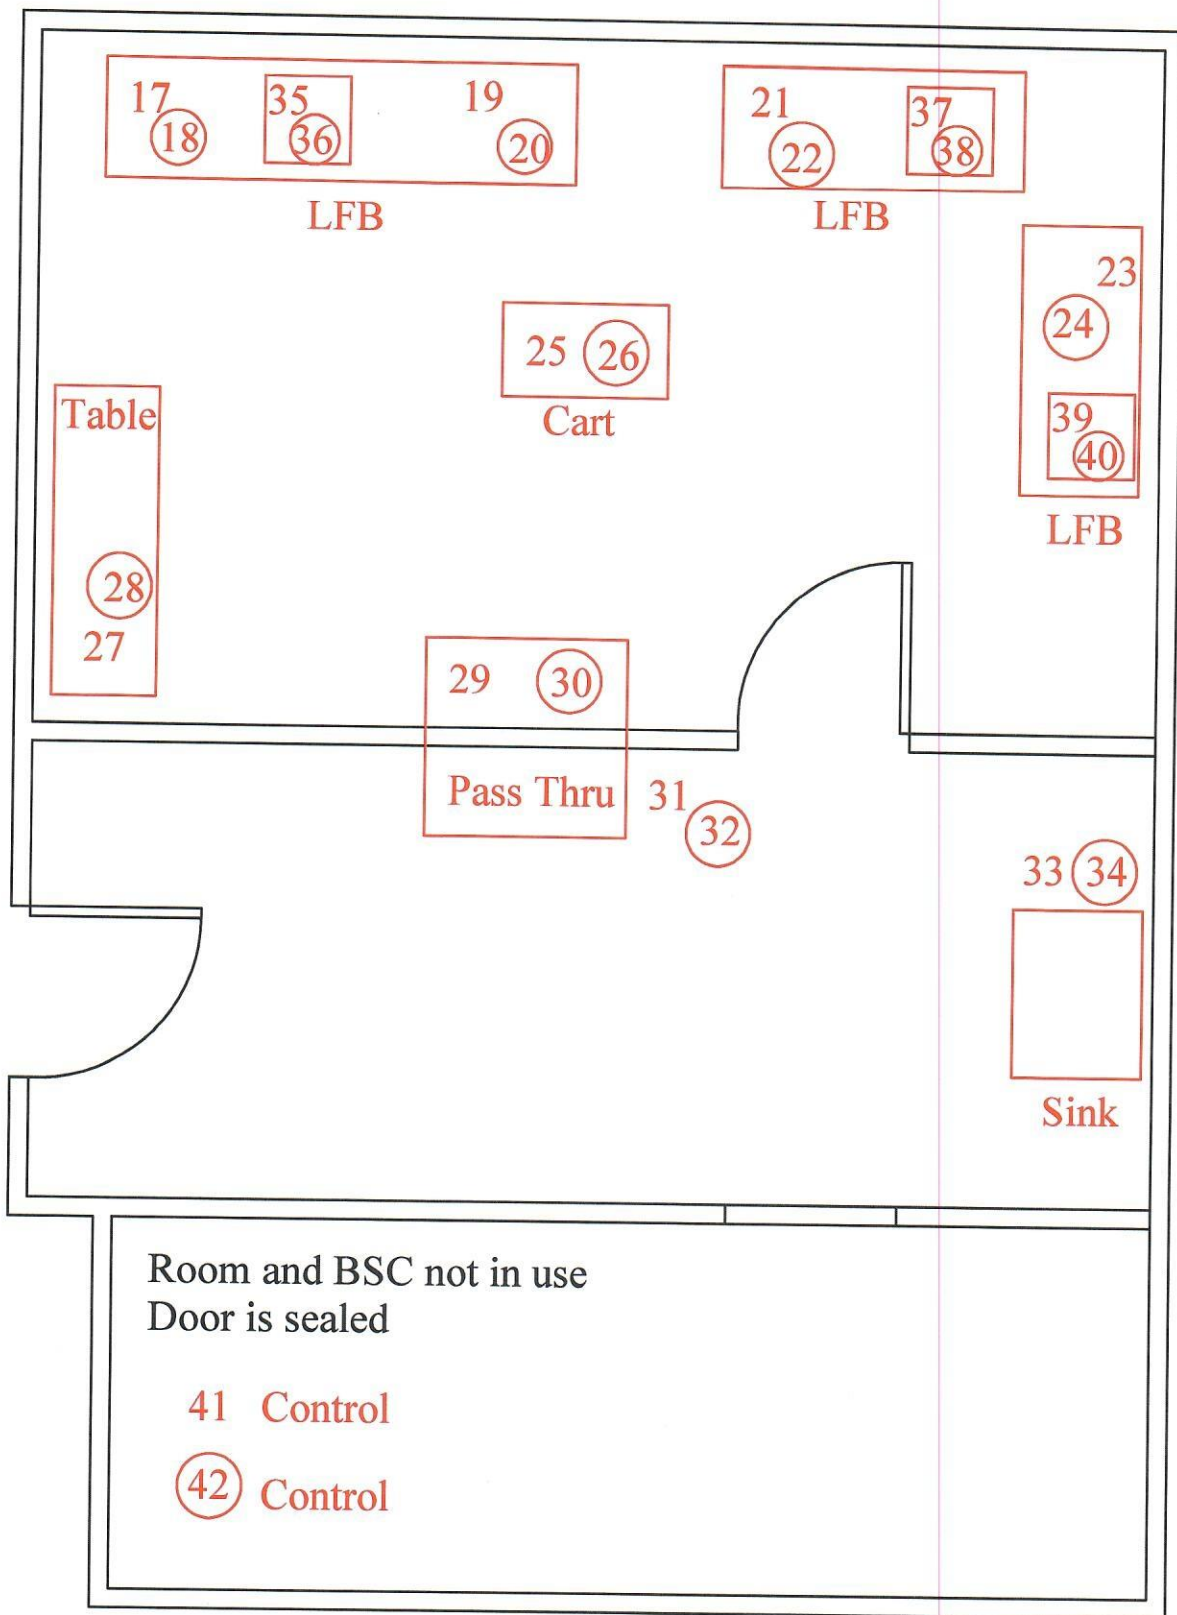 17
18
35
36
19
20
LFB
21
22
37
38
LFB
23
24
39
40
LFB
25 26
Cart
Table
28
27
29 30
Pass Thru
31
32
33 34
Sink
Room and BSC not in use
Door is sealed
41 Control
42 Control